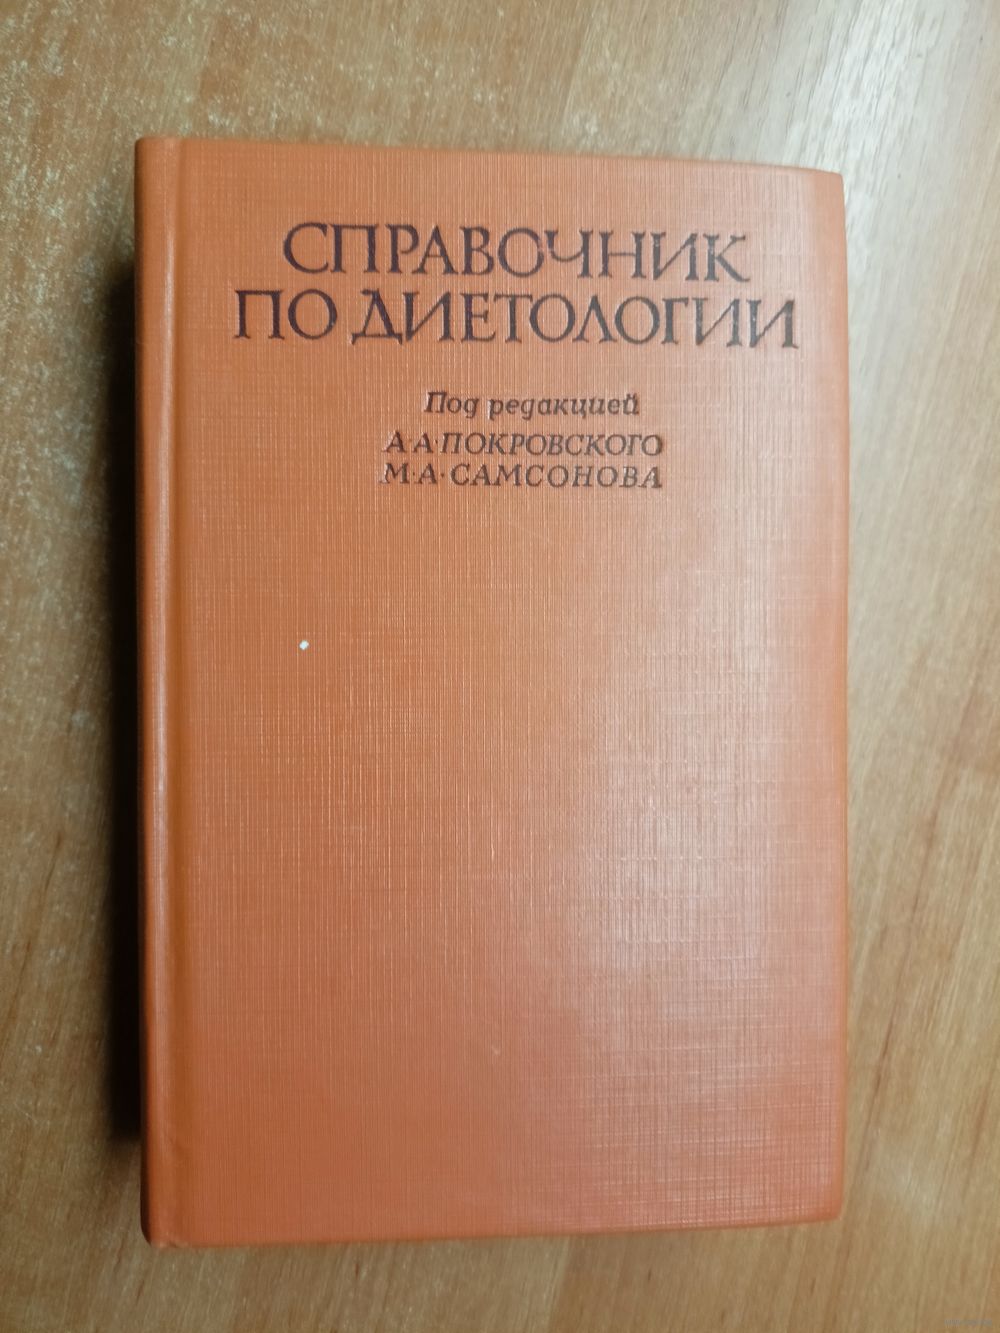 СПРАВОЧНИК
ПО ДИЕТОЛОГИИ
Под редакцией
А·А·ПОКРОВСКОГО
М·А·САМСОНОВА